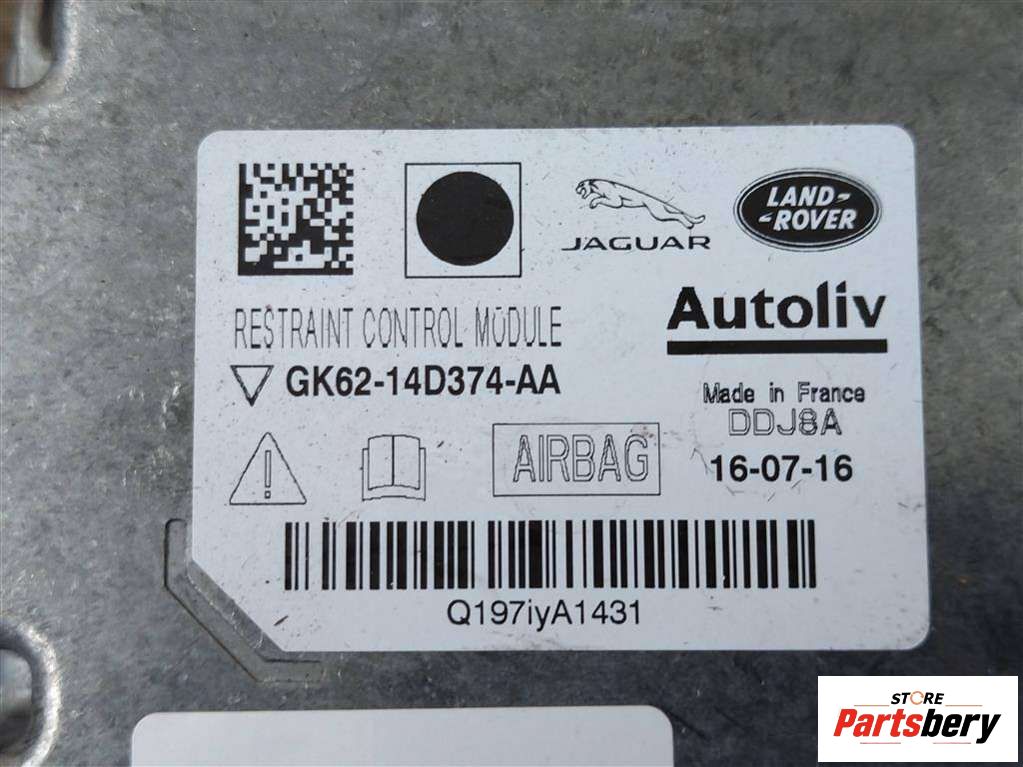 JAGUAR
LAND-
ROVER
RESTRAINT CONTROL MODULE
Autoliv
GK62-14D374-AA
Made in France
DDJ8A
AIRBAG
16-07-16
Q197iyA1431
STORE
Partsbery